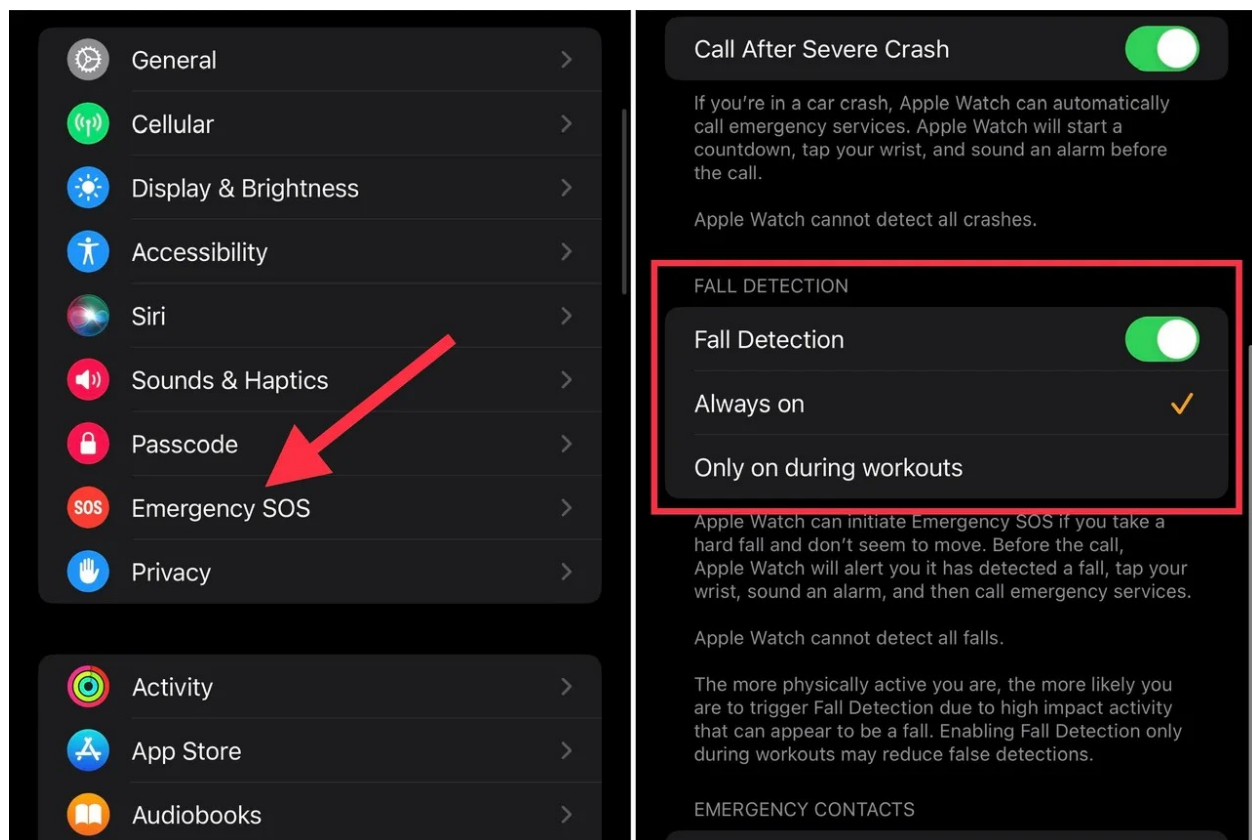 General
Cellular
Display & Brightness
Accessibility
Siri
Sounds & Haptics
Passcode
SOS
Emergency SOS
Privacy
Activity
App Store
Audiobooks
Call After Severe Crash
If you're in a car crash, Apple Watch can automatically
call emergency services. Apple Watch will start a
countdown, tap your wrist, and sound an alarm before
the call.
Apple Watch cannot detect all crashes.
FALL DETECTION
Fall Detection
Always on
Only on during workouts
Apple Watch can initiate Emergency SOS if you take a
hard fall and don't seem to move. Before the call,
Apple Watch will alert you it has detected a fall, tap your
wrist, sound an alarm, and then call emergency services.
Apple Watch cannot detect all falls.
The more physically active you are, the more likely you
are to trigger Fall Detection due to high impact activity
that can appear to be a fall. Enabling Fall Detection only
during workouts may reduce false detections.
EMERGENCY CONTACTS